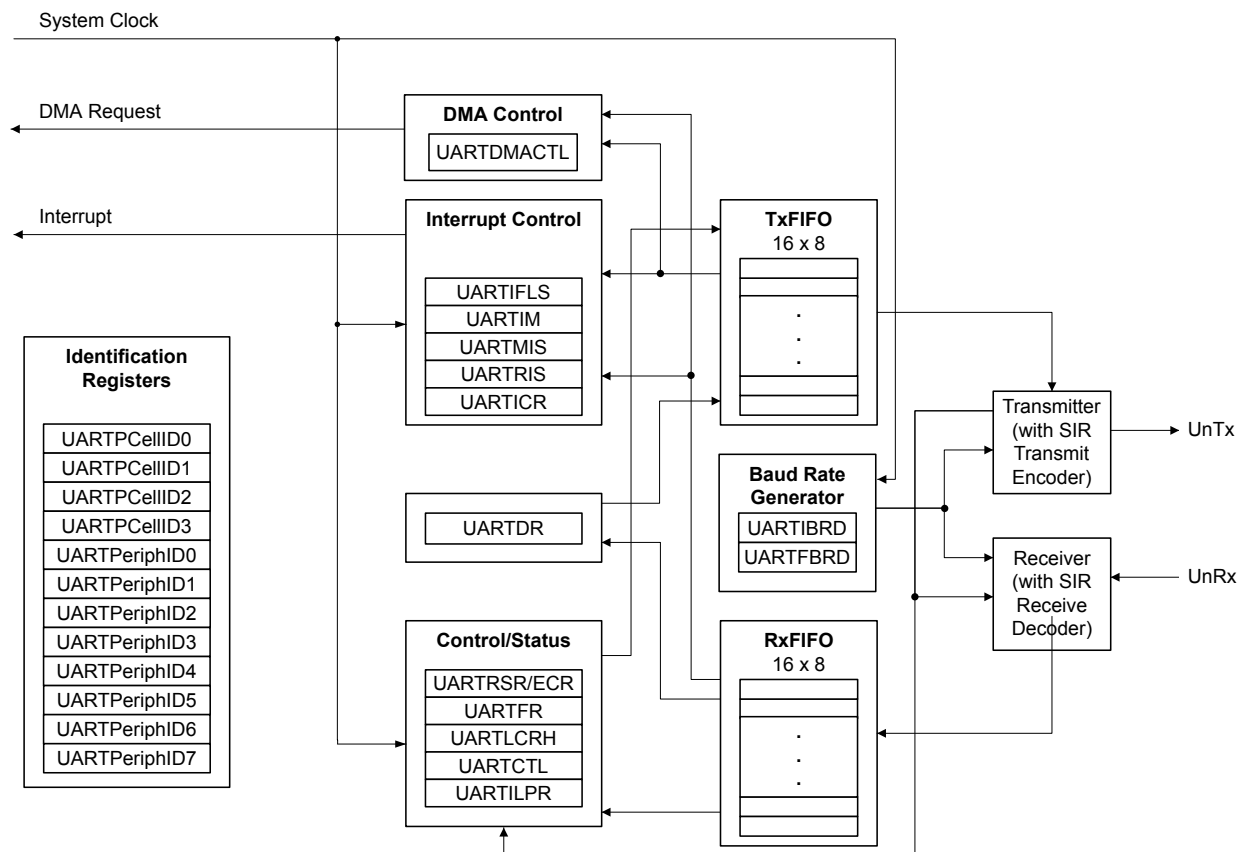 System Clock
DMA Request
DMA Control
UARTDMACTL
Interrupt
Interrupt Control
UARTIFLS
UARTIM
UARTMIS
UARTRIS
UARTICR
TxFIFO
16 x 8
.
.
.
Identification
Registers
UARTPCellID0
UARTPCellID1
UARTPCellID2
UARTPCellID3
UARTPeriphID0
UARTPeriphID1
UARTPeriphID2
UARTPeriphID3
UARTPeriphID4
UARTPeriphID5
UARTPeriphID6
UARTPeriphID7
UARTDR
Baud Rate
Generator
UARTIBRD
UARTFBRD
Transmitter
(with SIR
Transmit
Encoder)
UnTx
Receiver
(with SIR
Receive
Decoder)
UnRx
Control/Status
UARTRSR/ECR
UARTFR
UARTLCRH
UARTCTL
UARTILPR
RxFIFO
16 x 8
.
.
.